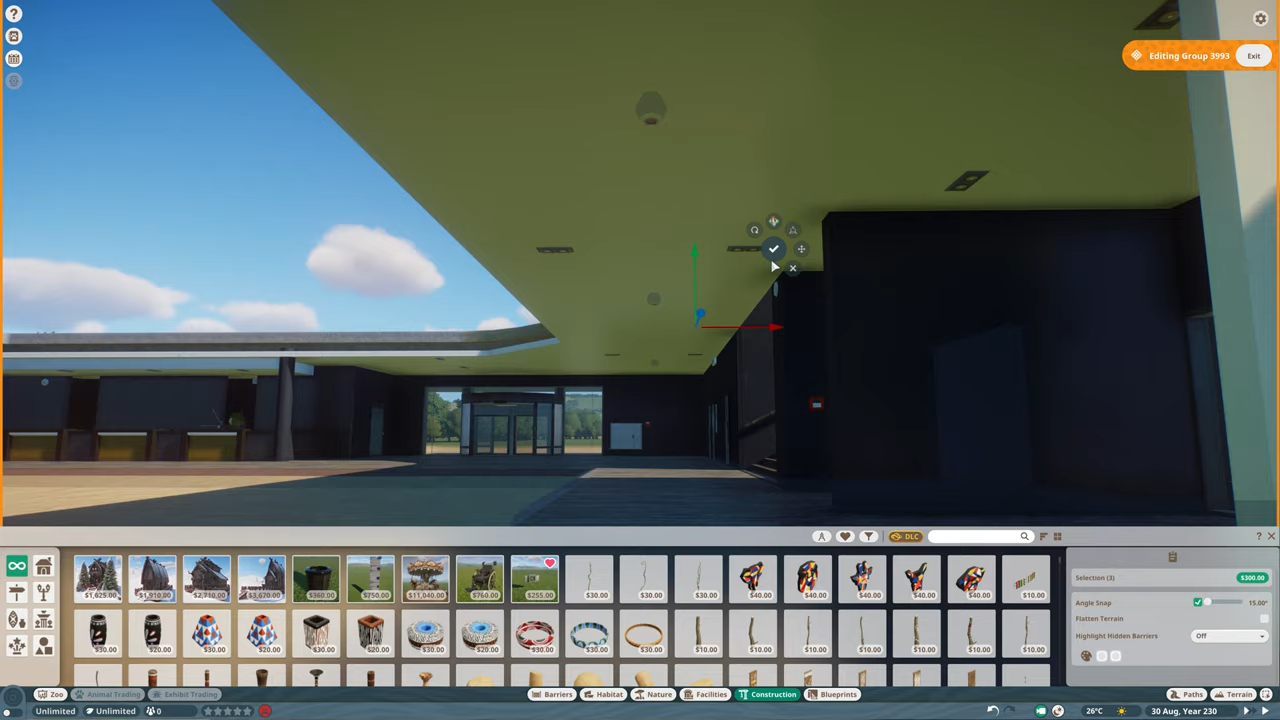 ?
Editing Group 3993 Exit
DLC
?
$1,625.00 $1,910.00 $2,710.00 $3,670.00 $360.00 $750.00 $11,040.00 $760.00 $255.00 $30.00 $30.00 $30.00 $40.00 $40.00 $40.00 $40.00 $40.00 $10.00
Selection (3) $300.00
Angle Snap 15.00°
Flatten Terrain
Highlight Hidden Barriers Off
$30.00 $20.00 $30.00 $20.00 $30.00 $20.00 $30.00 $20.00 $30.00 $30.00 $30.00 $10.00 $10.00 $10.00 $10.00 $10.00 $10.00 $10.00
Zoo Animal Trading Exhibit Trading Barriers Habitat Nature Facilities Construction Blueprints Paths Terrain
Unlimited Unlimited 0 26°C 30 Aug, Year 230